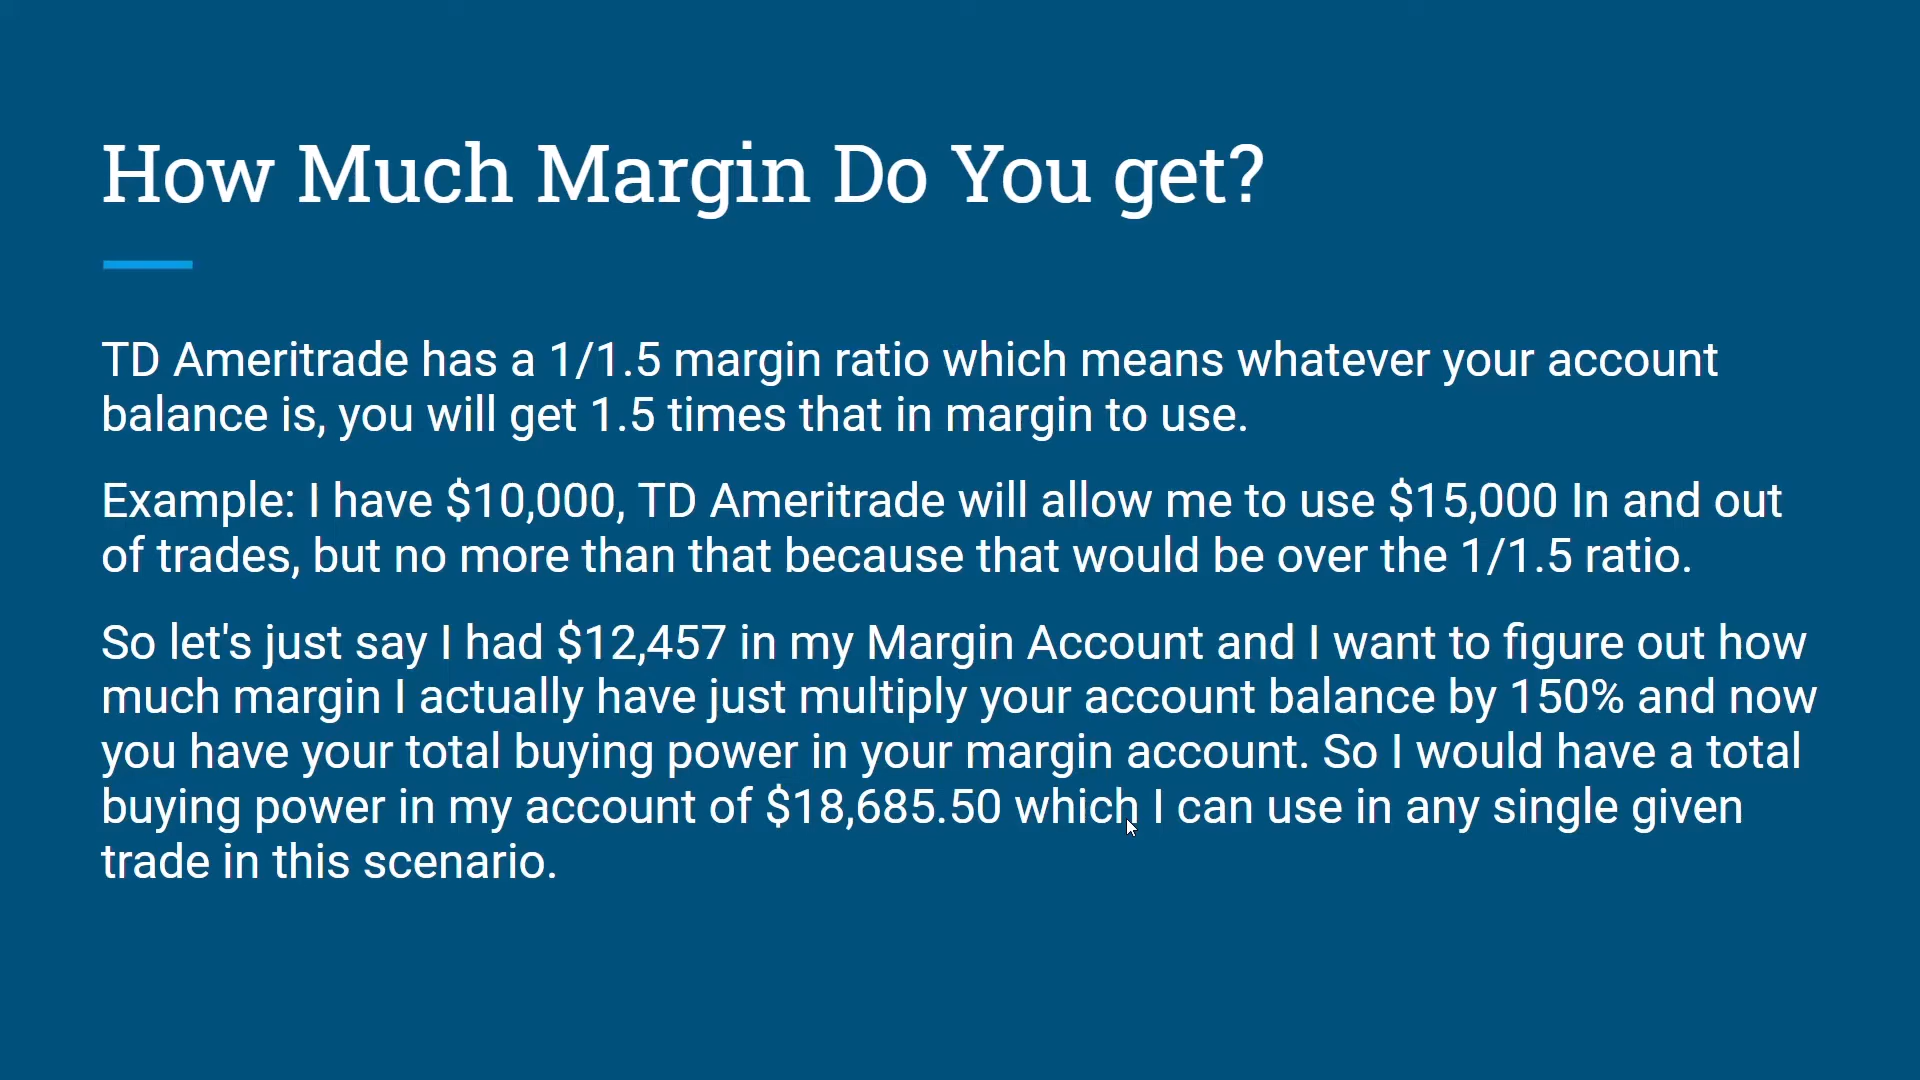 How Much Margin Do You get?
TD Ameritrade has a 1/1.5 margin ratio which means whatever your account
balance is, you will get 1.5 times that in margin to use.
Example: I have $10,000, TD Ameritrade will allow me to use $15,000 In and out
of trades, but no more than that because that would be over the 1/1.5 ratio.
So let's just say I had $12,457 in my Margin Account and I want to figure out how
much margin I actually have just multiply your account balance by 150% and now
you have your total buying power in your margin account. So I would have a total
buying power in my account of $18,685.50 which I can use in any single given
trade in this scenario.